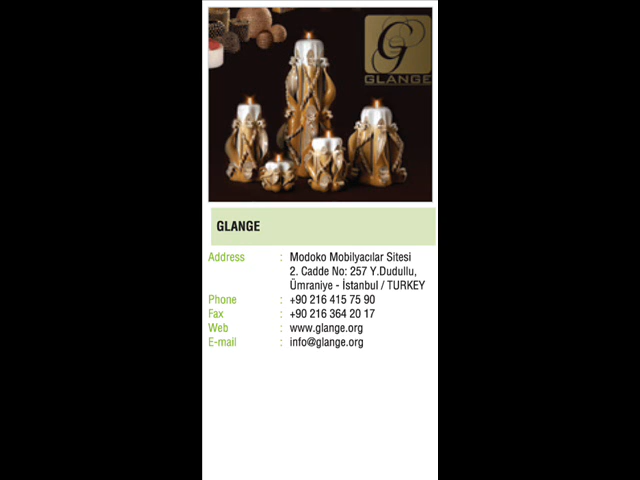 G
GLANGE
GLANGE
Address : Modoko Mobilyacılar Sitesi
2. Cadde No: 257 Y.Dudullu,
Ümraniye - İstanbul / TURKEY
Phone : +90 216 415 75 90
Fax : +90 216 364 20 17
Web : www.glange.org
E-mail : info@glange.org